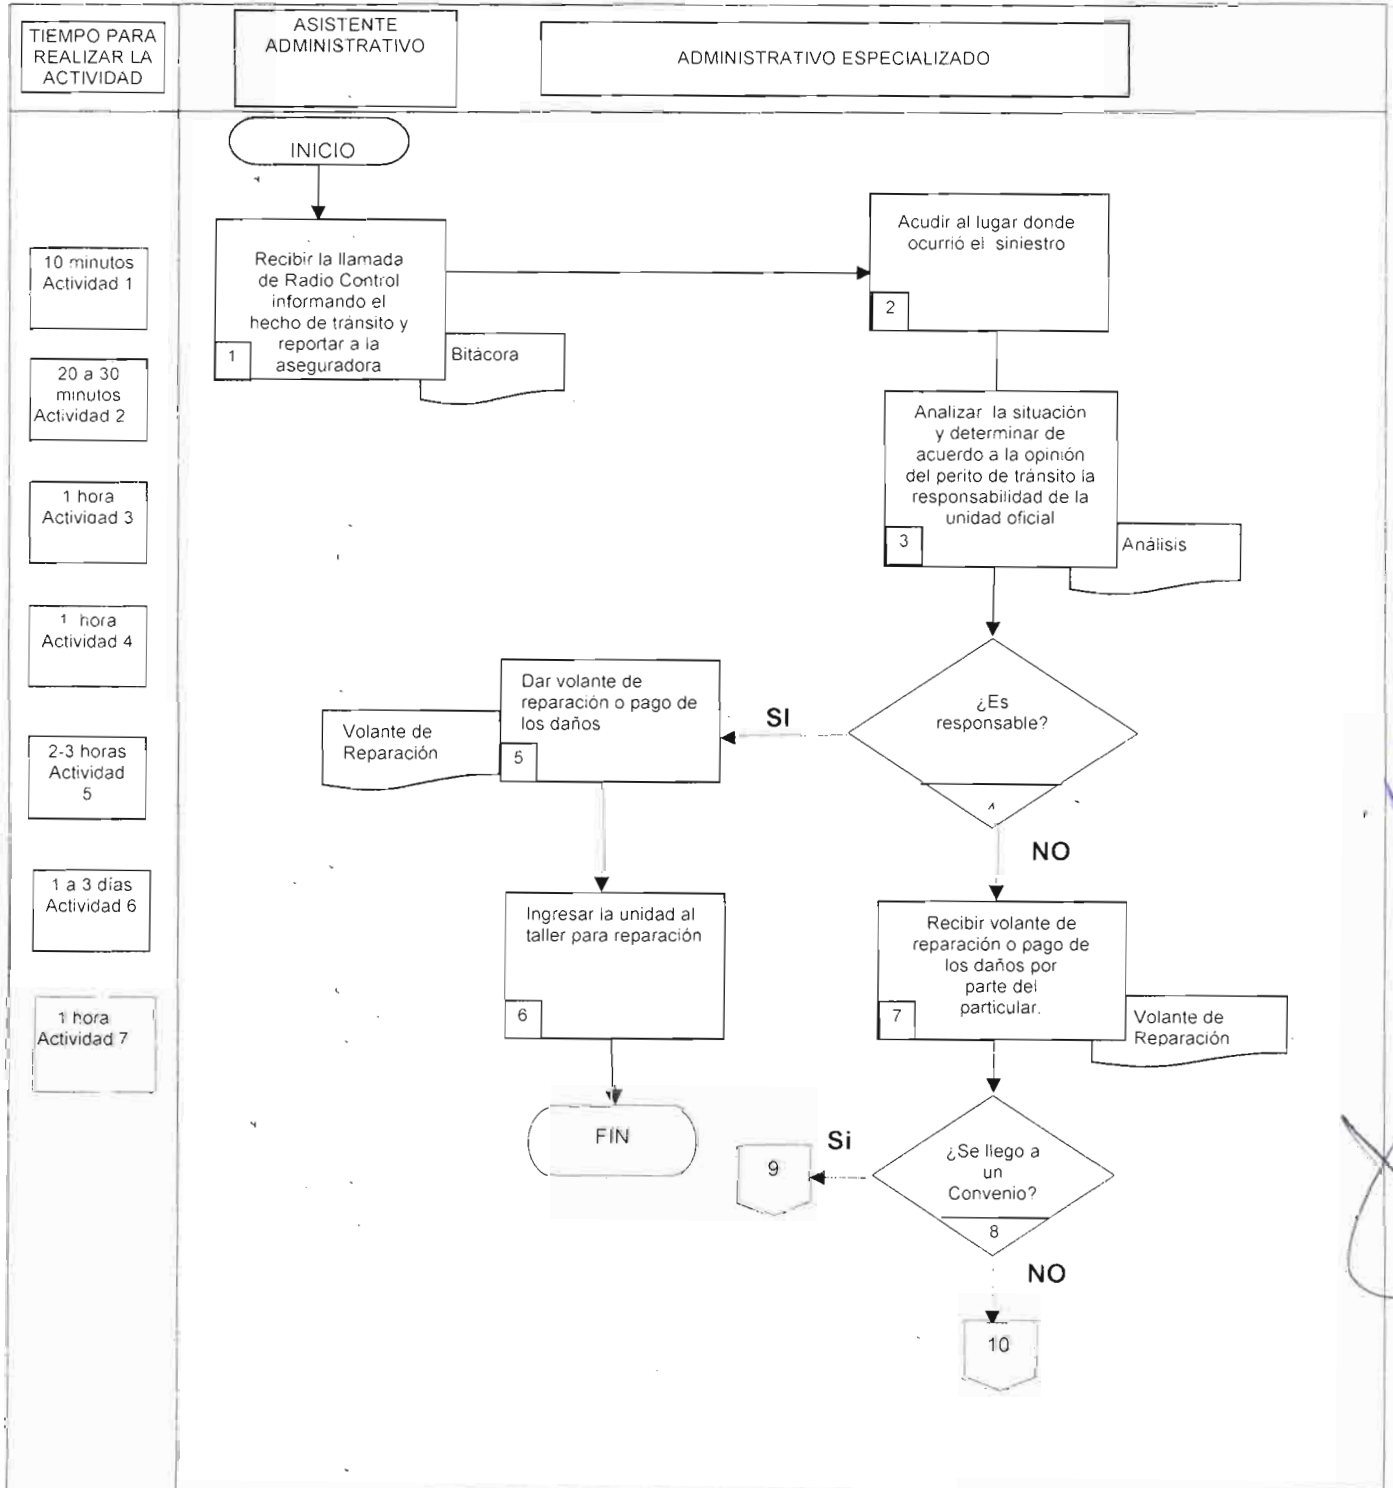 TIEMPO PARA
REALIZAR LA
ACTIVIDAD
ASISTENTE
ADMINISTRATIVO
ADMINISTRATIVO ESPECIALIZADO
INICIO
10 minutos
Actividad 1
Recibir la llamada
de Radio Control
informando el
hecho de tránsito y
reportar a la
aseguradora
1
Bitácora
Acudir al lugar donde
ocurrió el siniestro
2
20 a 30
minutos
Actividad 2
Analizar la situación
y determinar de
acuerdo a la opinión
del perito de tránsito la
responsabilidad de la
unidad oficial
3
Análisis
1 hora
Actividad 3
1 hora
Actividad 4
¿Es
responsable?
SI
NO
Dar volante de
reparación o pago de
los daños
5
Volante de
Reparación
2-3 horas
Actividad
5
1 a 3 días
Actividad 6
Ingresar la unidad al
taller para reparación
6
Recibir volante de
reparación o pago de
los daños por
parte del
particular.
7
Volante de
Reparación
1 hora
Actividad 7
FIN
¿Se llego a
un
Convenio?
8
Si
9
NO
10